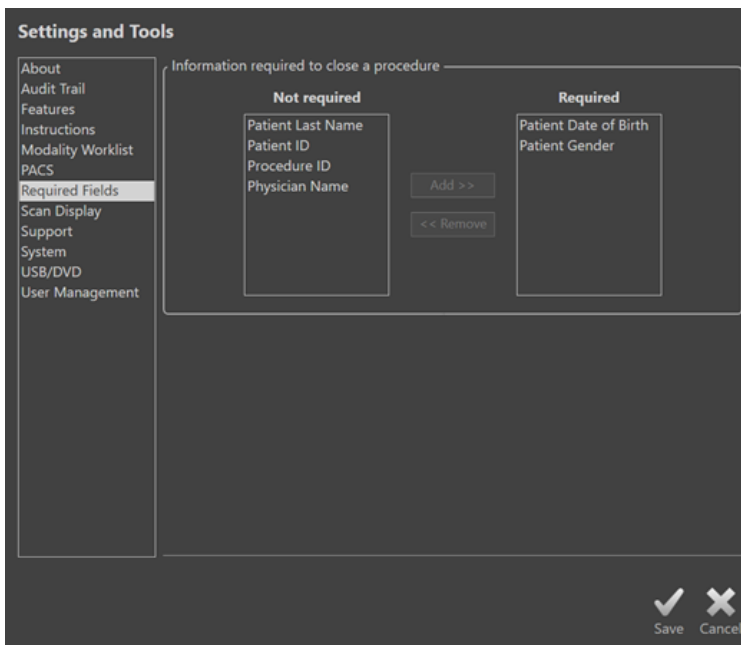 Settings and Tools
About
Audit Trail
Features
Instructions
Modality Worklist
PACS
Required Fields
Scan Display
Support
System
USB/DVD
User Management
Information required to close a procedure
Not required
Patient Last Name
Patient ID
Procedure ID
Physician Name
Add >>
<< Remove
Required
Patient Date of Birth
Patient Gender
Save
Cancel